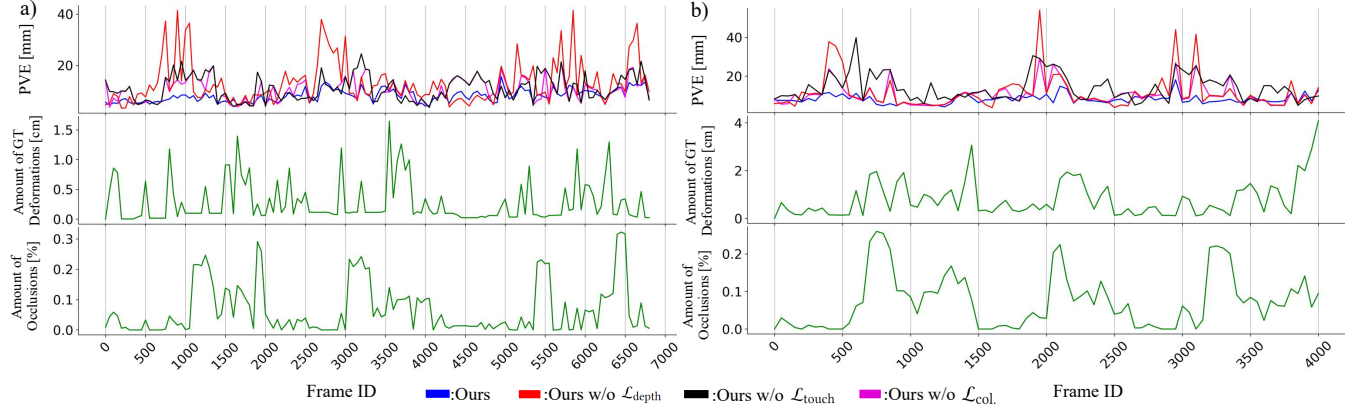 a)
PVE [mm]
40
20
Amount of GT
Deformations [cm]
1.5
1.0
0.5
0.0
Amount of
Occlusions [%]
0.3
0.2
0.1
0.0
0 500 1000 1500 2000 2500 3000 3500 4000 4500 5000 5500 6000 6500 7000
Frame ID
b)
PVE [mm]
40
20
Amount of GT
Deformations [cm]
4
2
0
Amount of
Occlusions [%]
0.2
0.1
0.0
0 500 1000 1500 2000 2500 3000 3500 4000
Frame ID
:Ours :Ours w/o ℒdepth :Ours w/o ℒtouch :Ours w/o ℒcol.